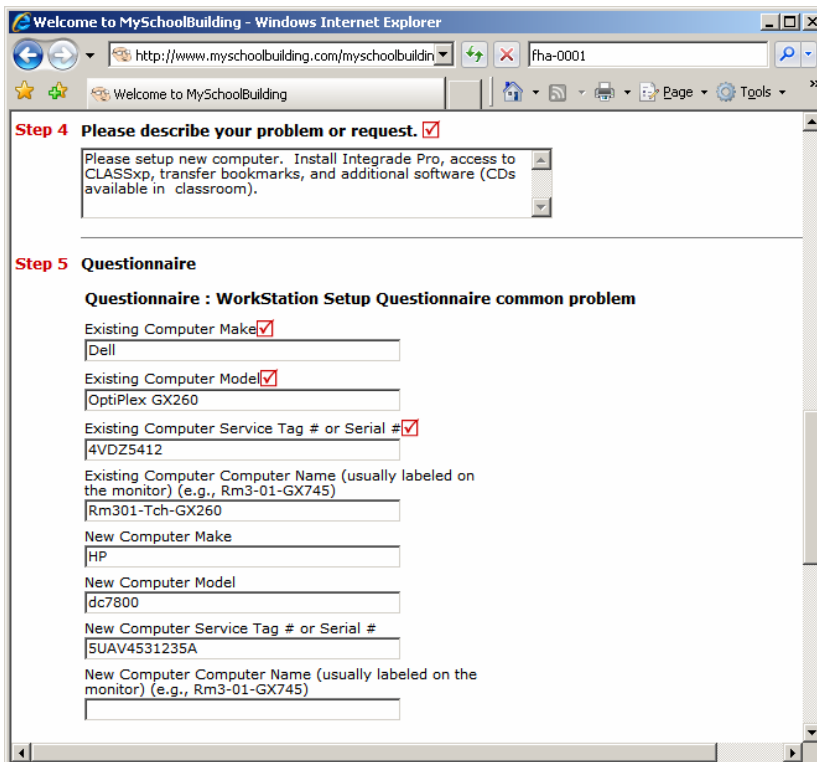 Welcome to MySchoolBuilding - Windows Internet Explorer
http://www.myschoolbuilding.com/myschoolbuildin
fha-0001
Welcome to MySchoolBuilding
Page
Tools
»
Step 4 Please describe your problem or request.
Please setup new computer. Install Integrade Pro, access to
CLASSxp, transfer bookmarks, and additional software (CDs
available in classroom).
Step 5 Questionnaire
Questionnaire : WorkStation Setup Questionnaire common problem
Existing Computer Make
Dell
Existing Computer Model
OptiPlex GX260
Existing Computer Service Tag # or Serial #
4VDZ5412
Existing Computer Computer Name (usually labeled on
the monitor) (e.g., Rm3-01-GX745)
Rm301-Tch-GX260
New Computer Make
HP
New Computer Model
dc7800
New Computer Service Tag # or Serial #
5UAV4531235A
New Computer Computer Name (usually labeled on the
monitor) (e.g., Rm3-01-GX745)